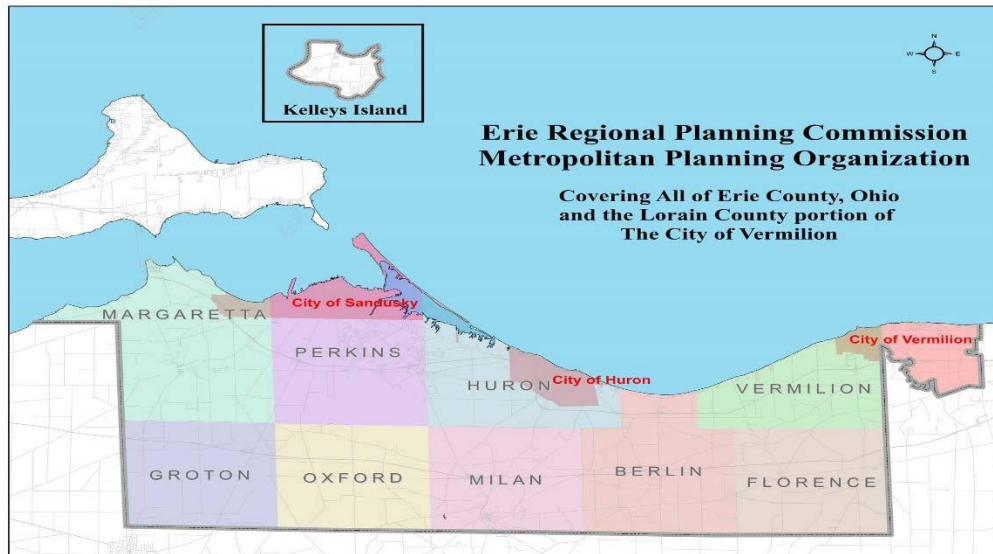 N
W E
S
Kelleys Island
Erie Regional Planning Commission
Metropolitan Planning Organization
Covering All of Erie County, Ohio
and the Lorain County portion of
The City of Vermilion
City of Sandusky
MARGARETTA
PERKINS
City of Vermilion
HURON
City of Huron
VERMILION
GROTON
OXFORD
MILAN
BERLIN
FLORENCE